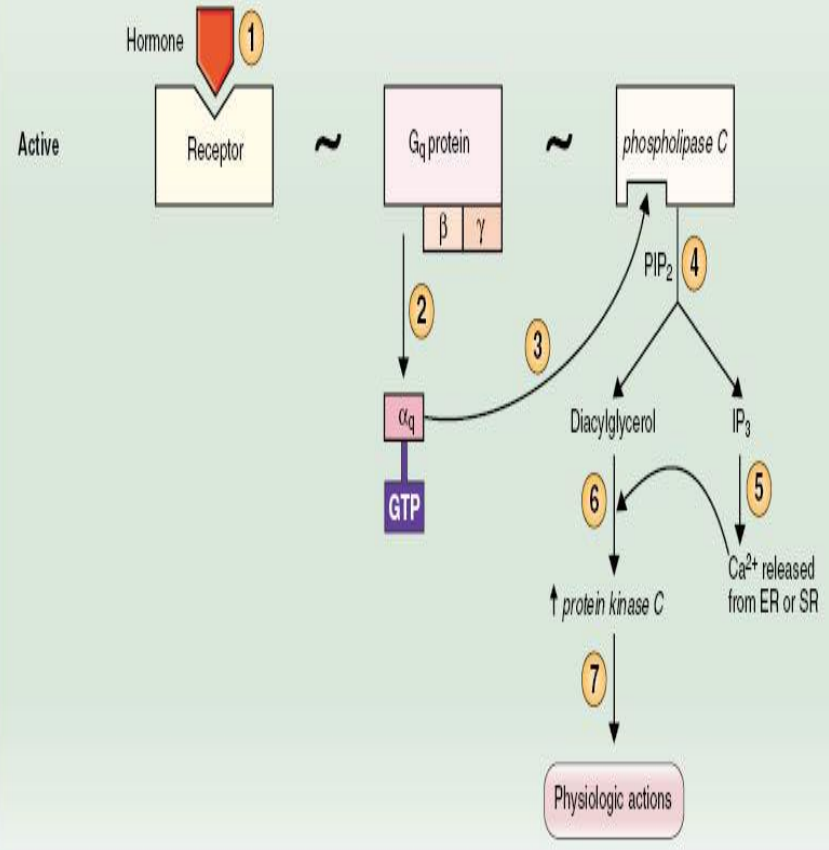 Hormone
1
Active
Receptor
~
Gq protein
~
phospholipase C
β γ
PIP2
4
2
3
αq
Diacylglycerol
IP3
GTP
6
5
Ca2+ released
from ER or SR
↑ protein kinase C
7
Physiologic actions